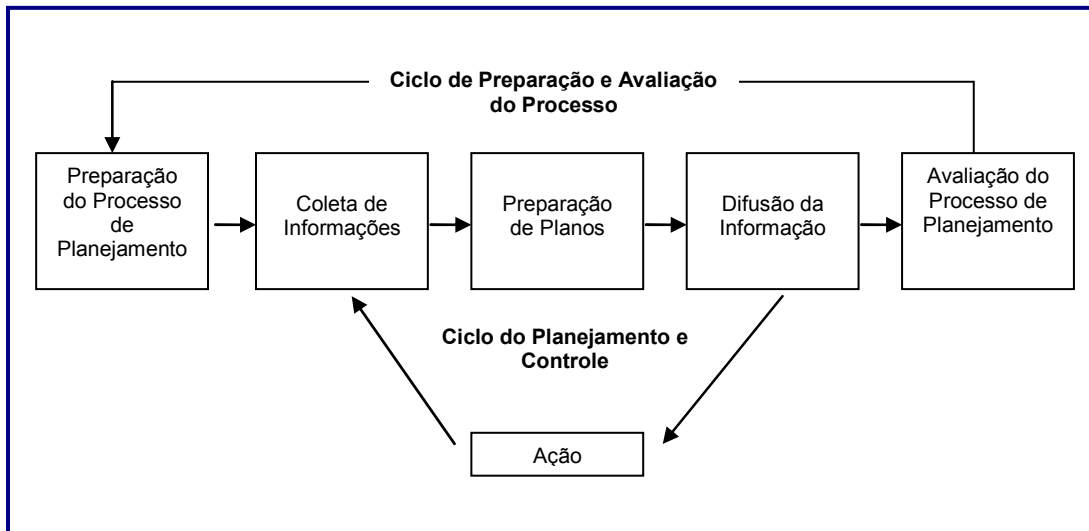 Ciclo de Preparação e Avaliação
do Processo
Preparação
do Processo
de
Planejamento
Coleta de
Informações
Preparação
de Planos
Difusão da
Informação
Avaliação do
Processo de
Planejamento
Ciclo do Planejamento e
Controle
Ação